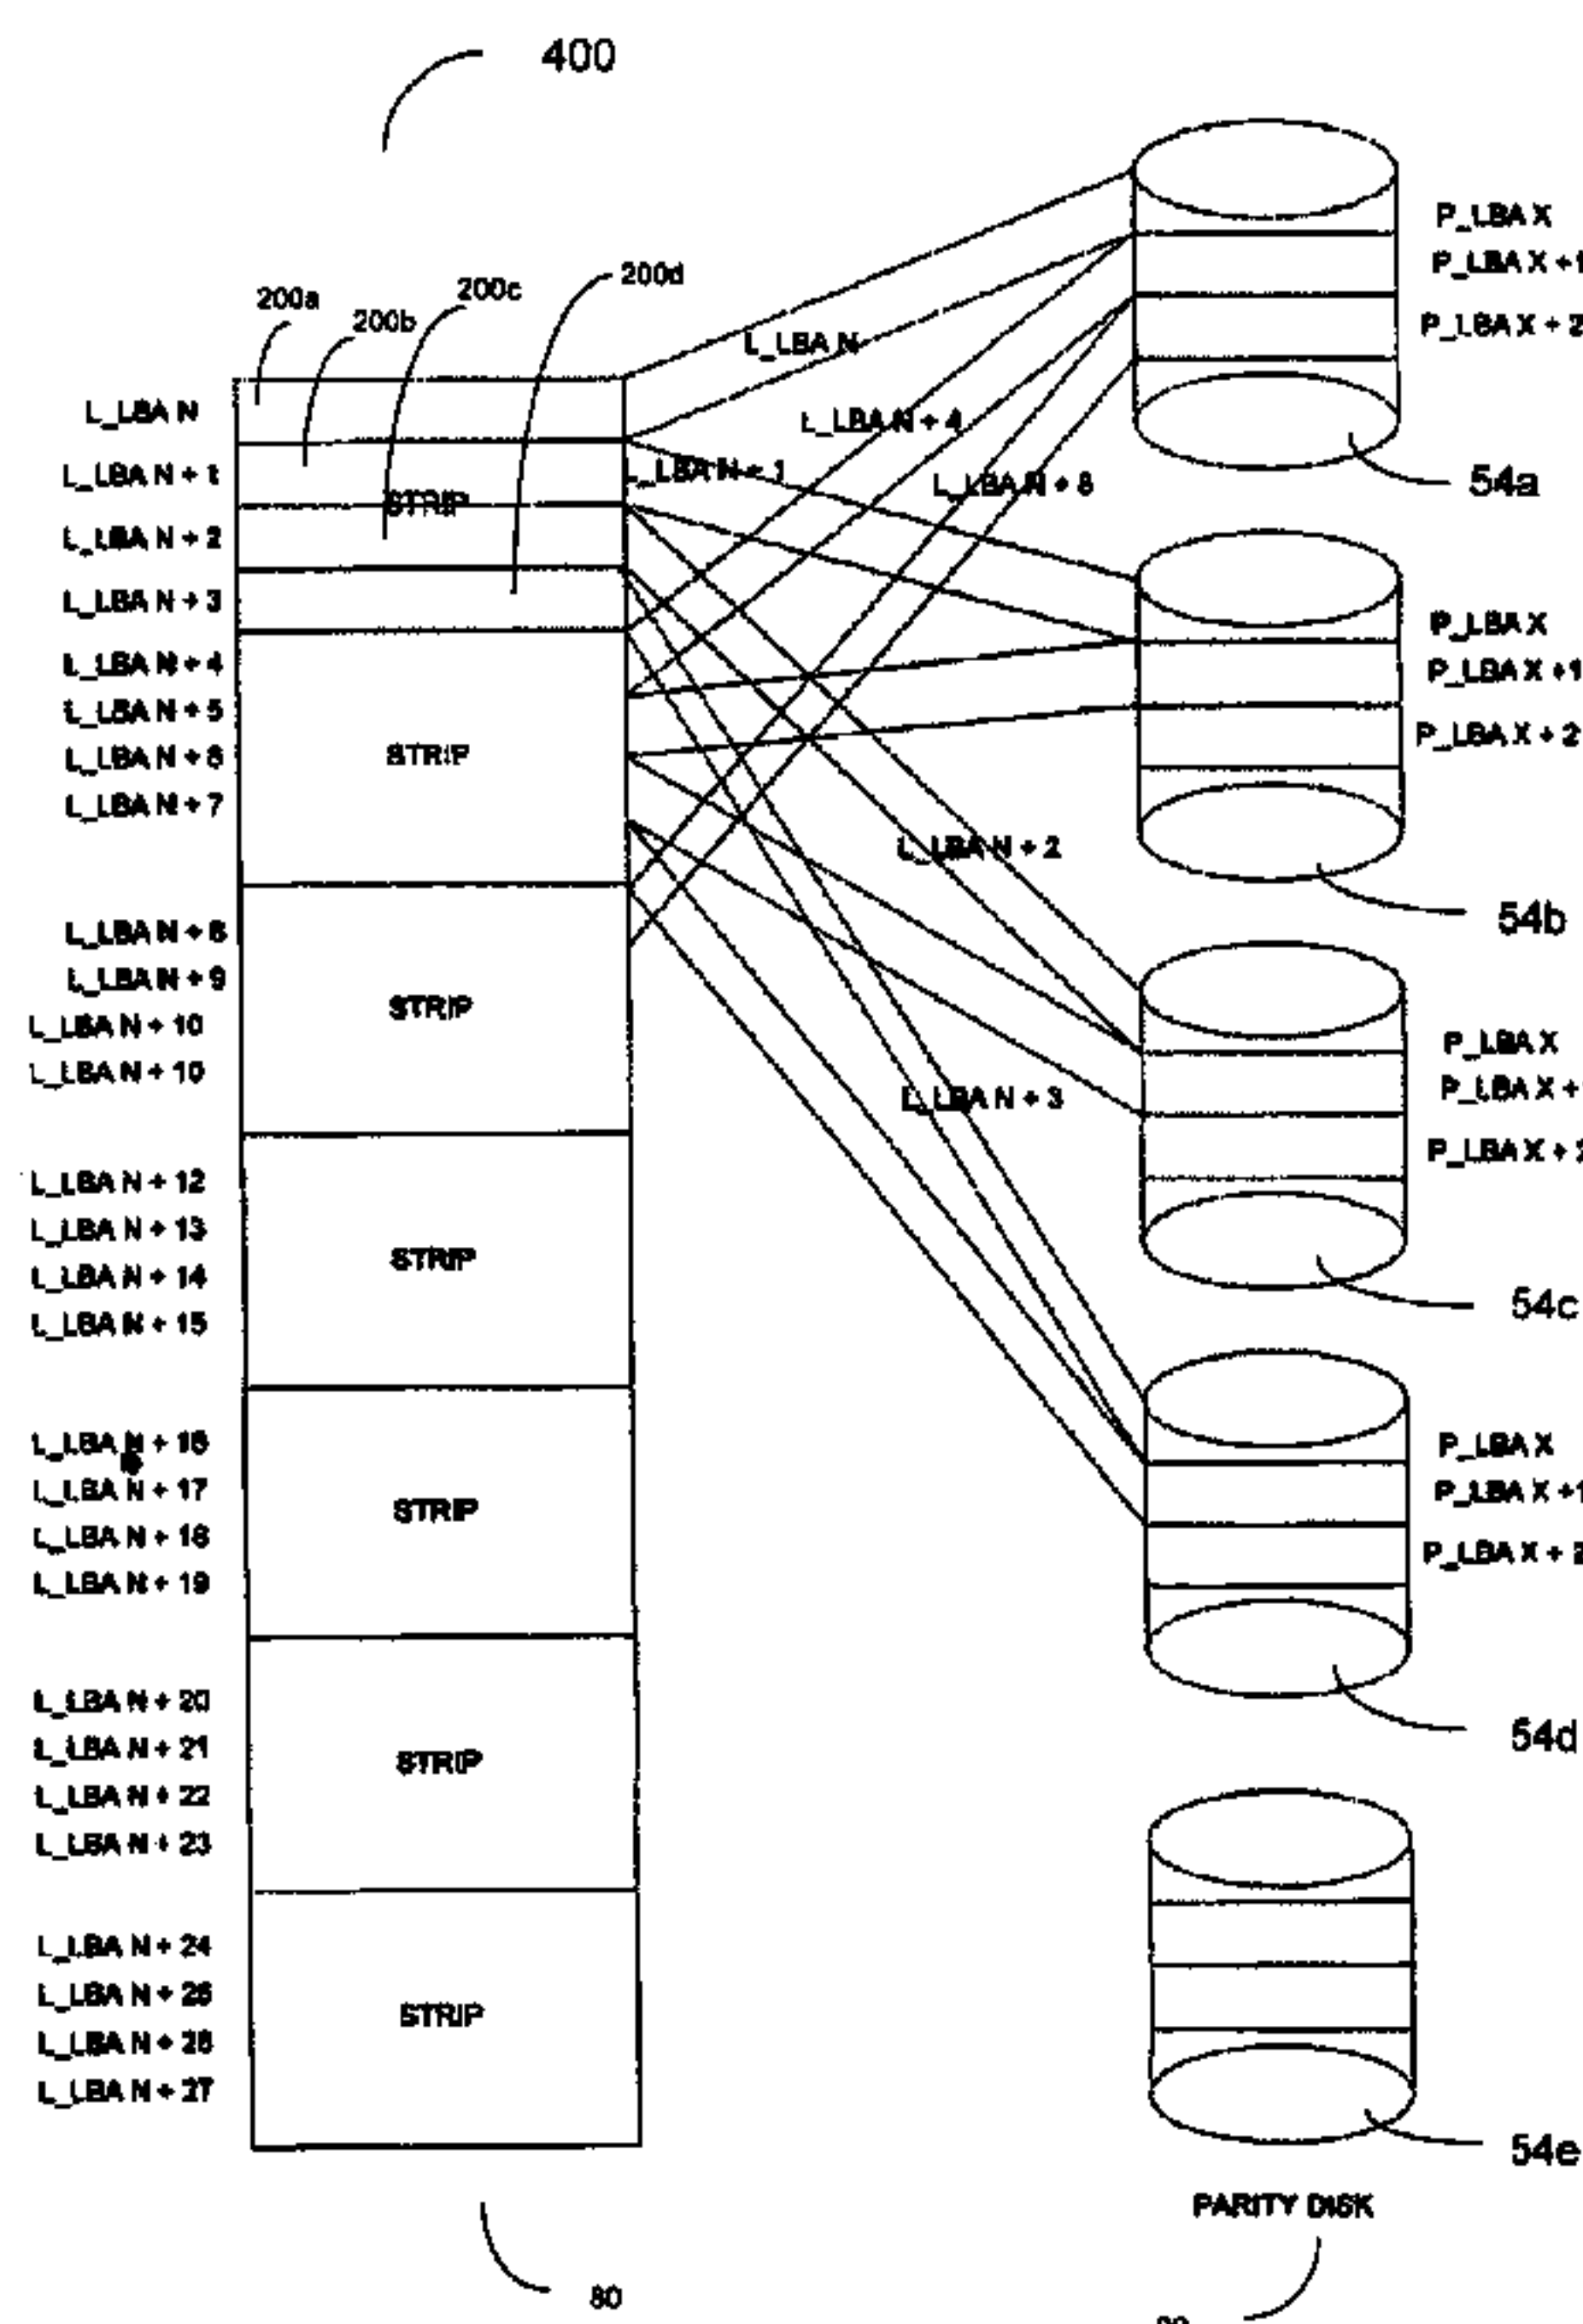 400
200a
200b
200c
200d
L_LBA N
L_LBA N + 1
L_LBA N + 2
L_LBA N + 3
STRIP
L_LBA N + 4
L_LBA N + 5
L_LBA N + 6
L_LBA N + 7
STRIP
L_LBA N + 8
L_LBA N + 9
L_LBA N + 10
L_LBA N + 10
STRIP
L_LBA N + 12
L_LBA N + 13
L_LBA N + 14
L_LBA N + 15
STRIP
L_LBA N + 16
L_LBA N + 17
L_LBA N + 18
L_LBA N + 19
STRIP
L_LBA N + 20
L_LBA N + 21
L_LBA N + 22
L_LBA N + 23
STRIP
L_LBA N + 24
L_LBA N + 25
L_LBA N + 26
L_LBA N + 27
STRIP
80
L_LBA N
L_LBA N + 4
L_LBA N + 1
L_LBA N + 8
L_LBA N + 2
L_LBA N + 3
P_LBA X
P_LBA X +1
P_LBA X + 2
54a
P_LBA X
P_LBA X +1
P_LBA X + 2
54b
P_LBA X
P_LBA X +
P_LBA X + 2
54c
P_LBA X
P_LBA X +1
P_LBA X + 2
54d
54e
PARITY DISK